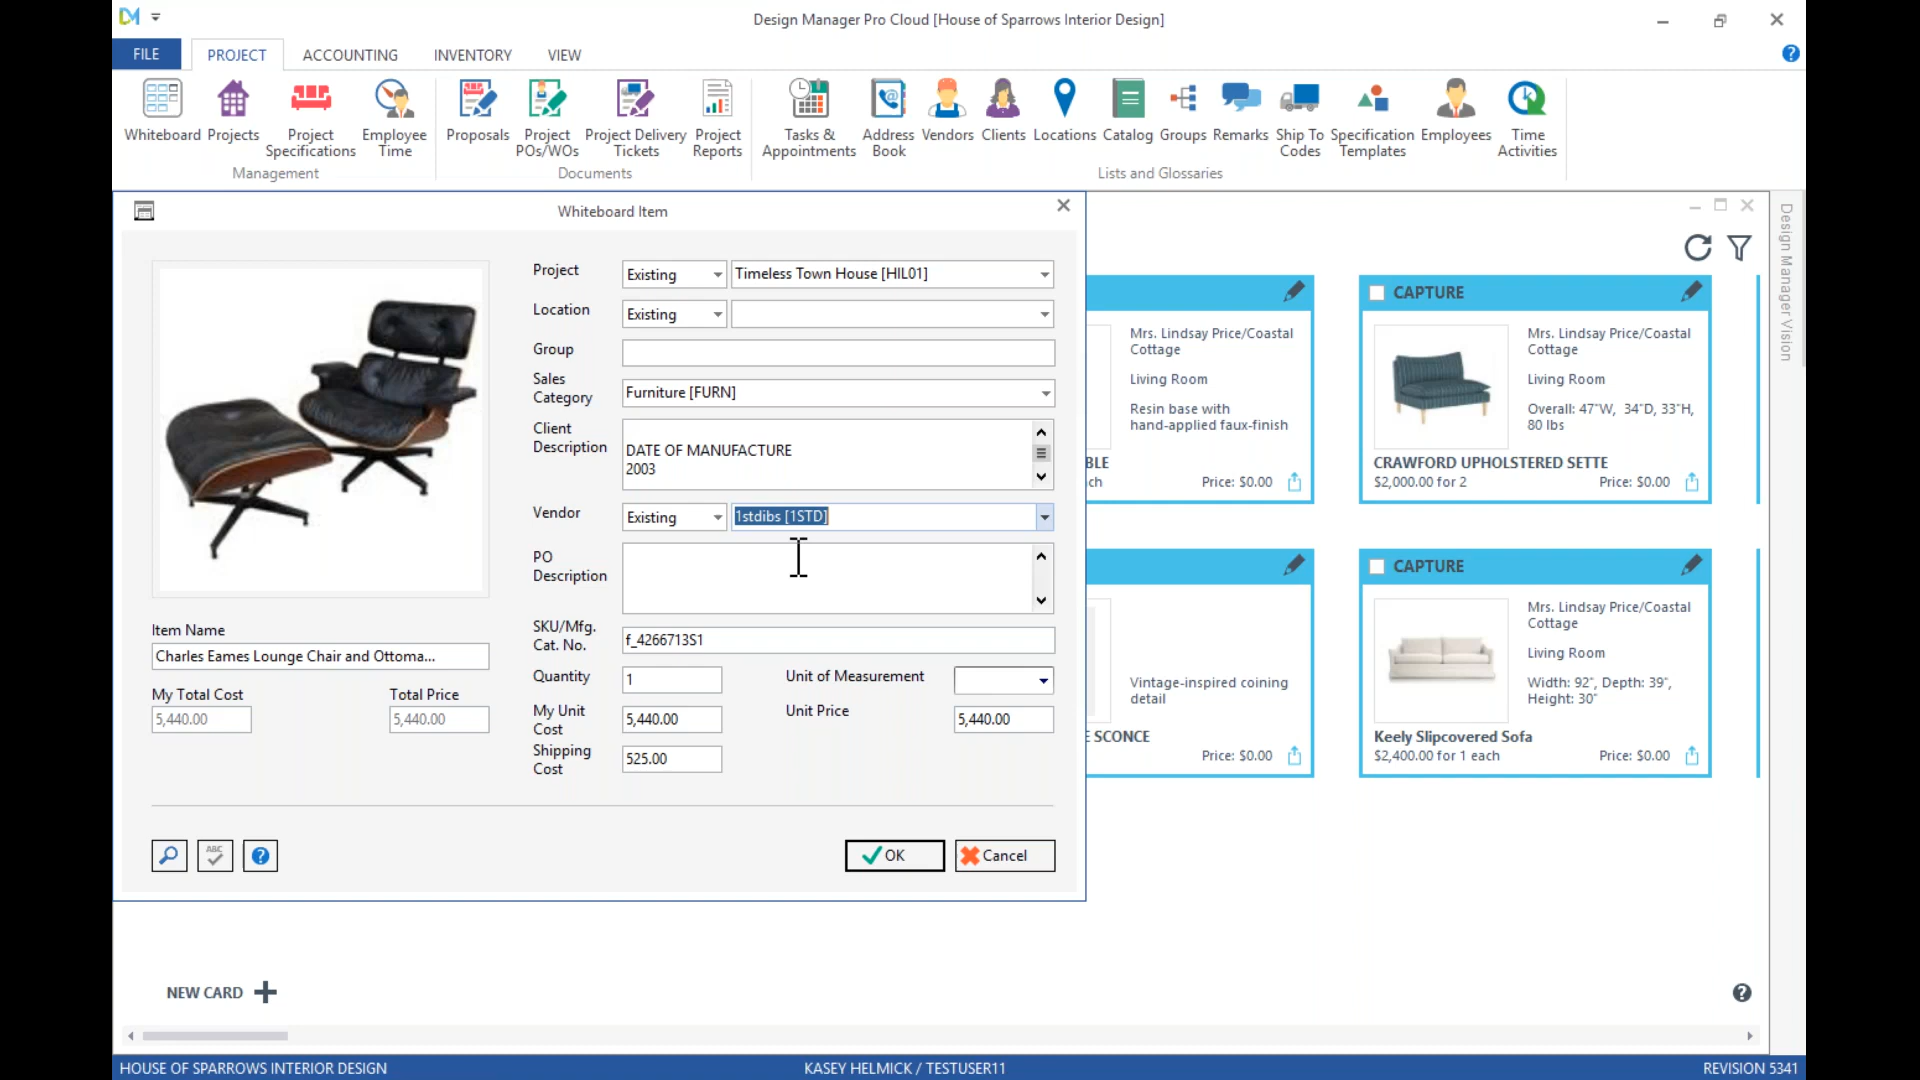 Design Manager Pro Cloud [House of Sparrows Interior Design]
FILE
PROJECT
ACCOUNTING
INVENTORY
VIEW
Whiteboard
Projects
Project
Specifications
Employee
Time
Management
Proposals
Project
POs/WOs
Project Delivery
Tickets
Project
Reports
Documents
Tasks &
Appointments
Address
Book
Vendors
Clients
Locations
Catalog
Groups
Remarks
Ship To
Codes
Specification
Templates
Employees
Time
Activities
Lists and Glossaries
Whiteboard Item
Project
Existing
Timeless Town House [HIL01]
Location
Existing
Group
Sales
Category
Furniture [FURN]
Client
Description
DATE OF MANUFACTURE
2003
Vendor
Existing
1stdibs [1STD]
PO
Description
SKU/Mfg.
Cat. No.
f_4266713S1
Quantity
1
Unit of Measurement
My Unit
Cost
5,440.00
Unit Price
5,440.00
Shipping
Cost
525.00
Item Name
Charles Eames Lounge Chair and Ottoma...
My Total Cost
5,440.00
Total Price
5,440.00
ABC
OK
Cancel
Mrs. Lindsay Price/Coastal
Cottage
Living Room
Resin base with
hand-applied faux-finish
BLE
ch
Price: $0.00
CAPTURE
Mrs. Lindsay Price/Coastal
Cottage
Living Room
Overall: 47"W, 34"D, 33"H,
80 lbs
CRAWFORD UPHOLSTERED SETTE
$2,000.00 for 2
Price: $0.00
Vintage-inspired coining
detail
E SCONCE
Price: $0.00
CAPTURE
Mrs. Lindsay Price/Coastal
Cottage
Living Room
Width: 92", Depth: 39",
Height: 30"
Keely Slipcovered Sofa
$2,400.00 for 1 each
Price: $0.00
Design Manager Vision
NEW CARD
HOUSE OF SPARROWS INTERIOR DESIGN
KASEY HELMICK / TESTUSER11
REVISION 5341